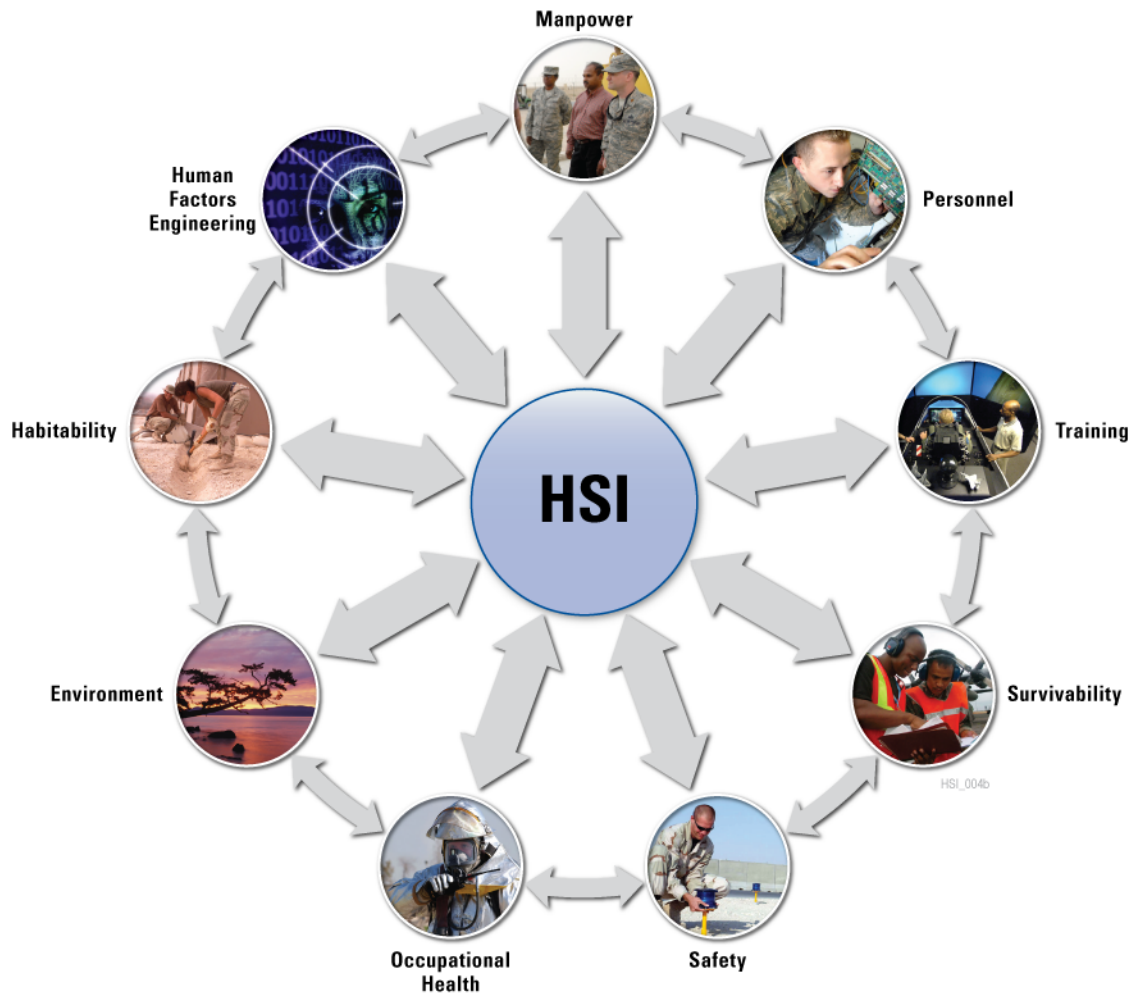 Manpower
Personnel
Training
Survivability
HSI_004b
Safety
Occupational
Health
Environment
Habitability
Human
Factors
Engineering
HSI